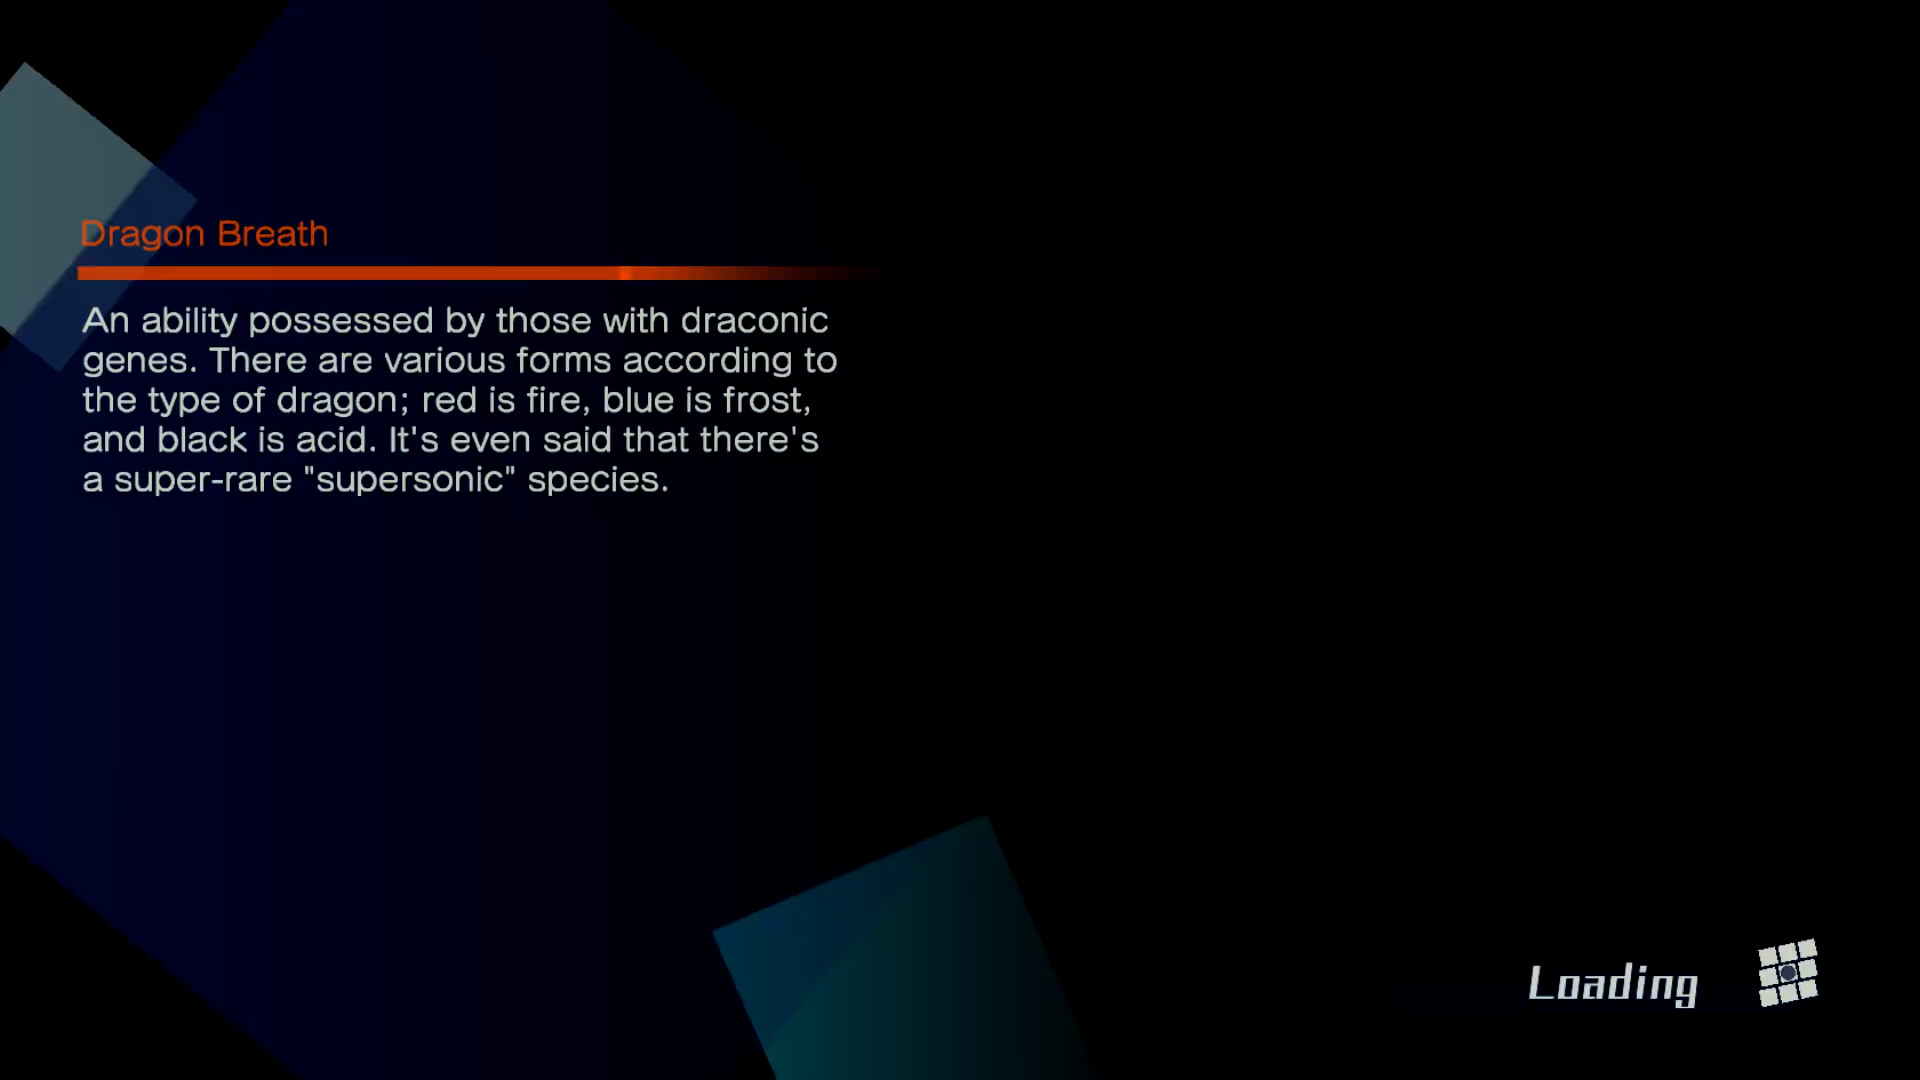 Dragon Breath
An ability possessed by those with draconic
genes. There are various forms according to
the type of dragon; red is fire, blue is frost,
and black is acid. It's even said that there's
a super-rare "supersonic" species.
Loading